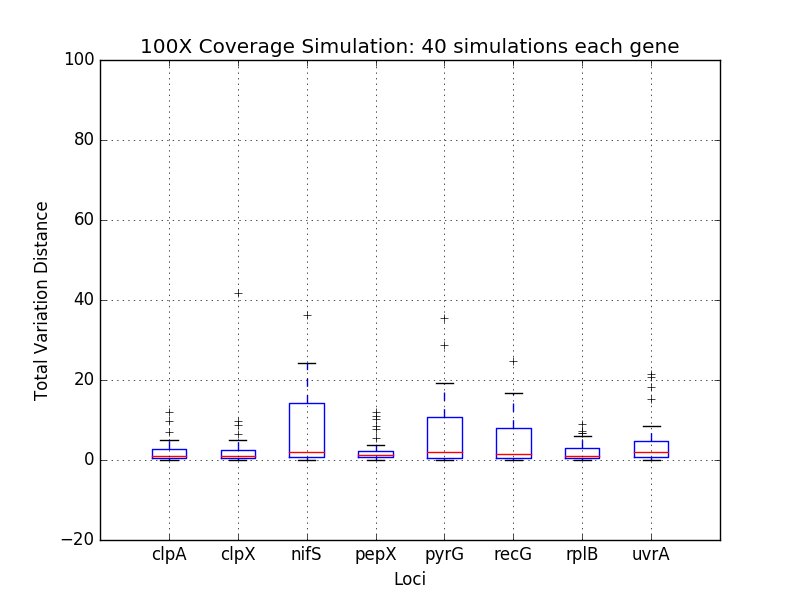 100X Coverage Simulation: 40 simulations each gene
100
80
60
40
20
0
−20
Total Variation Distance
clpA clpX nifS pepX pyrG recG rplB uvrA
Loci